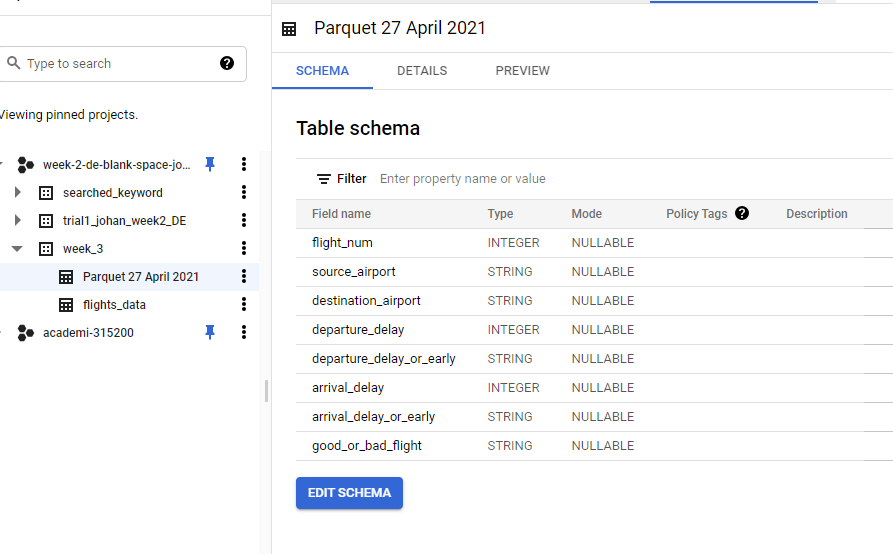 Parquet 27 April 2021
Type to search
SCHEMA DETAILS PREVIEW
Viewing pinned projects.
Table schema
week-2-de-blank-space-jo...
searched_keyword
trial1_johan_week2_DE
week_3
Parquet 27 April 2021
flights_data
academi-315200
Filter Enter property name or value
Field name Type Mode Policy Tags ? Description
flight_num INTEGER NULLABLE
source_airport STRING NULLABLE
destination_airport STRING NULLABLE
departure_delay INTEGER NULLABLE
departure_delay_or_early STRING NULLABLE
arrival_delay INTEGER NULLABLE
arrival_delay_or_early STRING NULLABLE
good_or_bad_flight STRING NULLABLE
EDIT SCHEMA